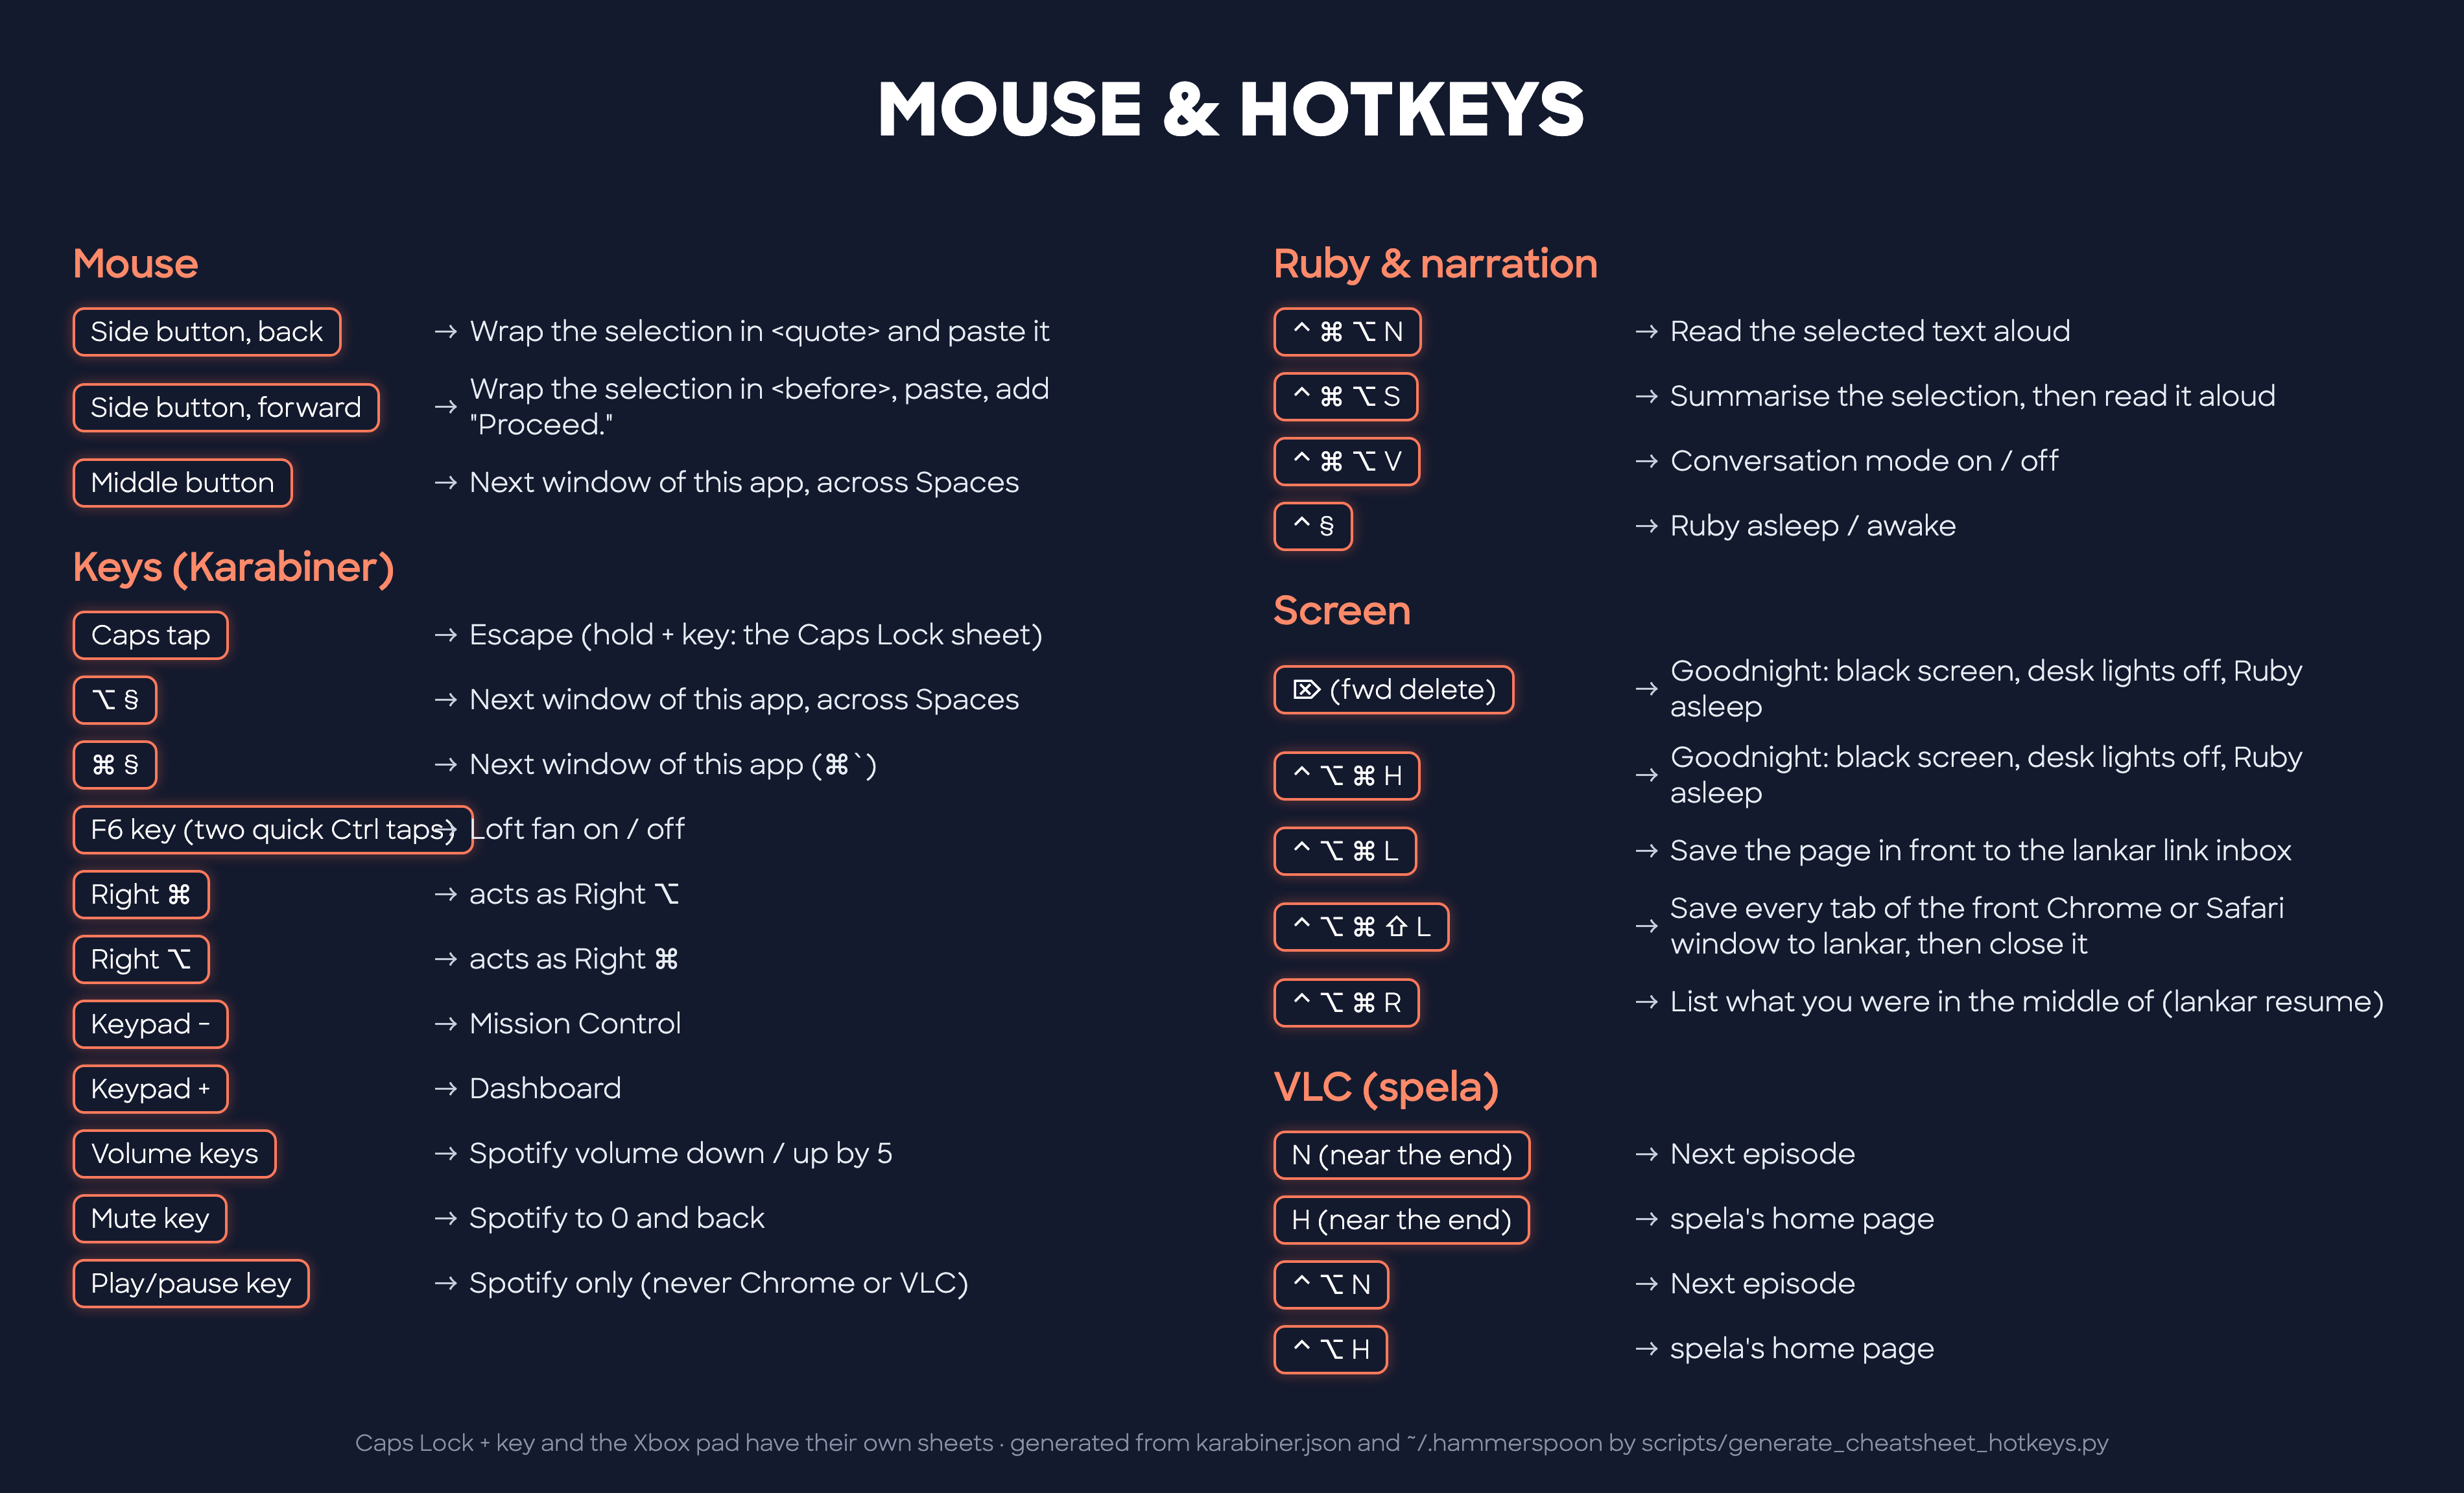 MOUSE & HOTKEYS
Mouse
Side button, back → Wrap the selection in <quote> and paste it
Side button, forward → Wrap the selection in <before>, paste, add
"Proceed."
Middle button → Next window of this app, across Spaces
Keys (Karabiner)
Caps tap → Escape (hold + key: the Caps Lock sheet)
⌥ § → Next window of this app, across Spaces
⌘ § → Next window of this app (⌘`)
F6 key (two quick Ctrl taps) → Loft fan on / off
Right ⌘ → acts as Right ⌥
Right ⌥ → acts as Right ⌘
Keypad − → Mission Control
Keypad + → Dashboard
Volume keys → Spotify volume down / up by 5
Mute key → Spotify to 0 and back
Play/pause key → Spotify only (never Chrome or VLC)
Ruby & narration
^ ⌘ ⌥ N → Read the selected text aloud
^ ⌘ ⌥ S → Summarise the selection, then read it aloud
^ ⌘ ⌥ V → Conversation mode on / off
^ § → Ruby asleep / awake
Screen
⌦ (fwd delete) → Goodnight: black screen, desk lights off, Ruby
asleep
^ ⌥ ⌘ H → Goodnight: black screen, desk lights off, Ruby
asleep
^ ⌥ ⌘ L → Save the page in front to the lankar link inbox
^ ⌥ ⌘ ⇧ L → Save every tab of the front Chrome or Safari
window to lankar, then close it
^ ⌥ ⌘ R → List what you were in the middle of (lankar resume)
VLC (spela)
N (near the end) → Next episode
H (near the end) → spela's home page
^ ⌥ N → Next episode
^ ⌥ H → spela's home page
Caps Lock + key and the Xbox pad have their own sheets · generated from karabiner.json and ~/.hammerspoon by scripts/generate_cheatsheet_hotkeys.py